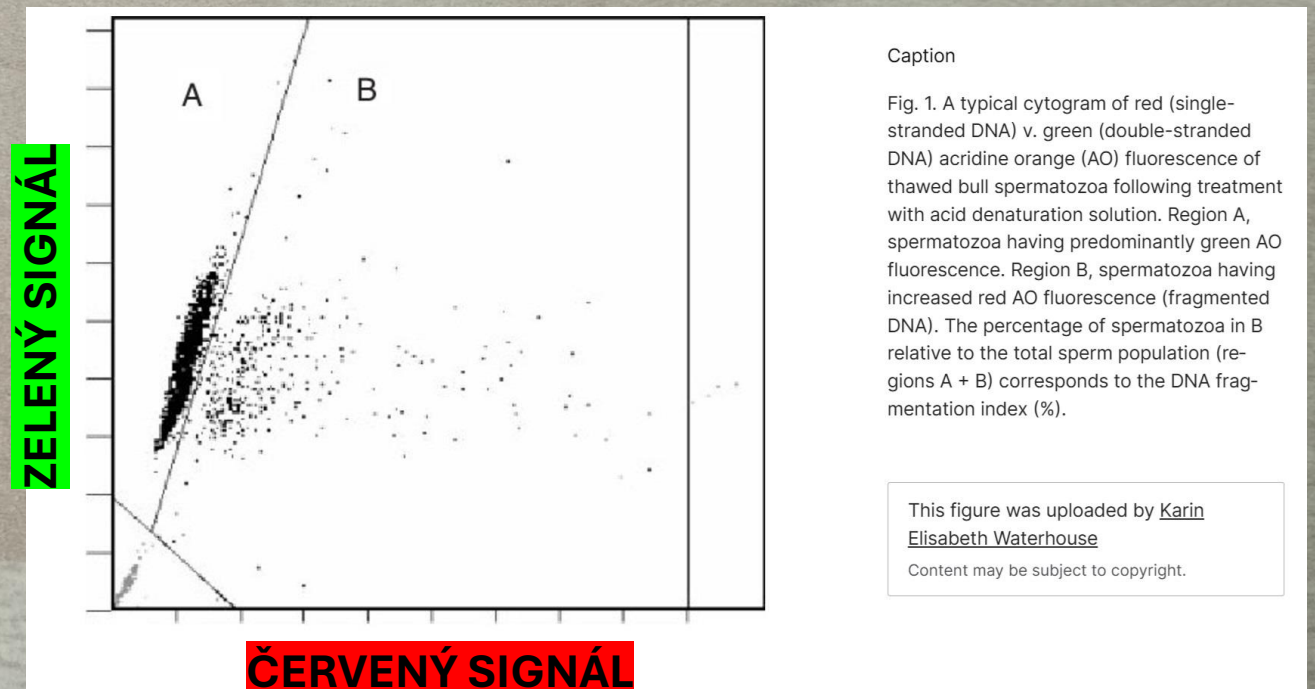 A
B
ZELENÝ SIGNÁL
ČERVENÝ SIGNÁL
Caption
Fig. 1. A typical cytogram of red (single-
stranded DNA) v. green (double-stranded
DNA) acridine orange (AO) fluorescence of
thawed bull spermatozoa following treatment
with acid denaturation solution. Region A,
spermatozoa having predominantly green AO
fluorescence. Region B, spermatozoa having
increased red AO fluorescence (fragmented
DNA). The percentage of spermatozoa in B
relative to the total sperm population (re-
gions A + B) corresponds to the DNA frag-
mentation index (%).
This figure was uploaded by Karin
Elisabeth Waterhouse
Content may be subject to copyright.